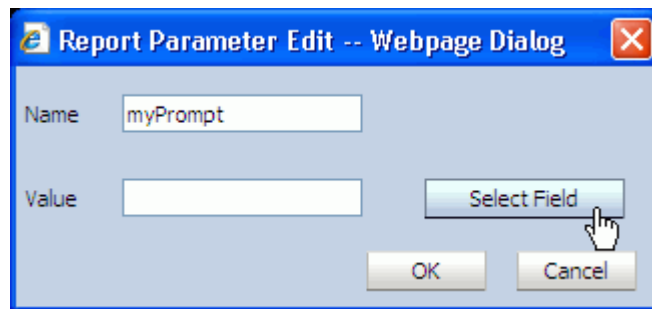 Report Parameter Edit -- Webpage Dialog
Name myPrompt
Value Select Field
OK Cancel